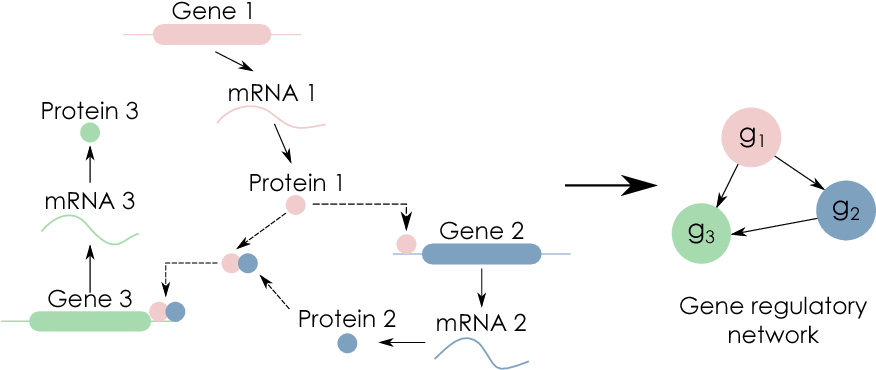 Gene 1
mRNA 1
Protein 3
Protein 1
mRNA 3
Gene 2
Gene 3
Protein 2
mRNA 2
g1
g2
g3
Gene regulatory
network